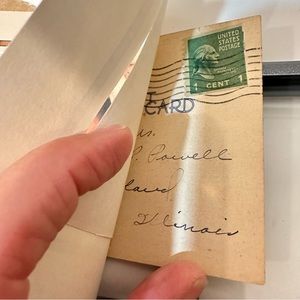 UNITED
STATES
POSTAGE
1 CENT 1
CARD
Powell
Illinois